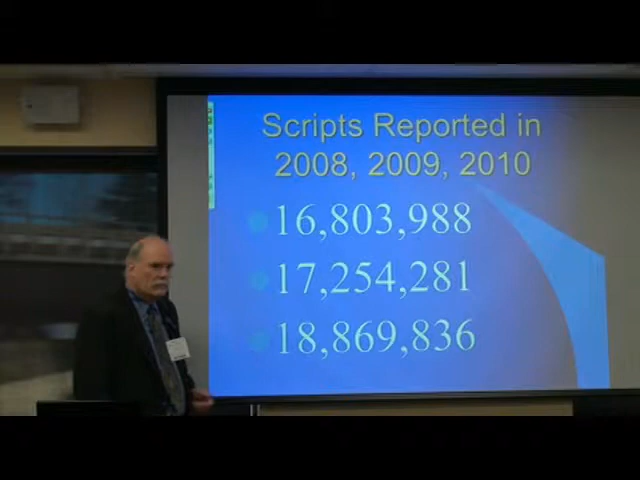 Scripts Reported in
2008, 2009, 2010
16,803,988
17,254,281
18,869,836